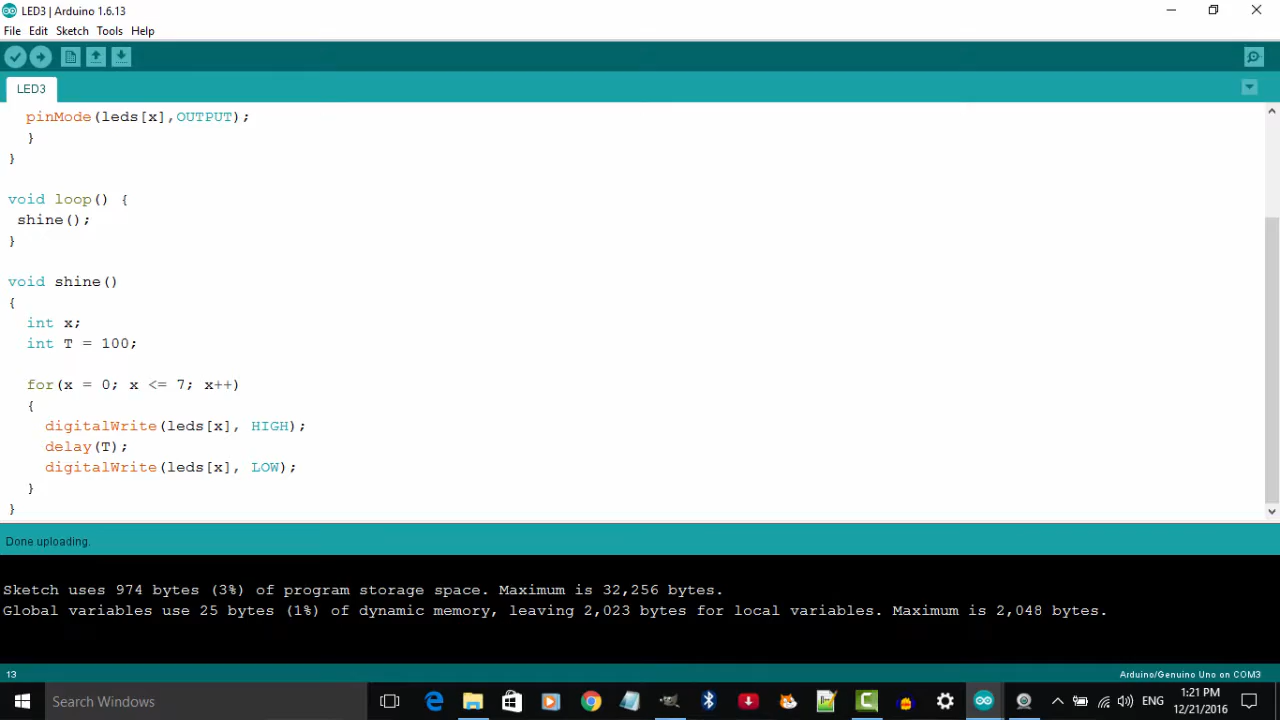 LED3 | Arduino 1.6.13
File Edit Sketch Tools Help
LED3
pinMode(leds[x],OUTPUT);
}
}
void loop() {
shine();
}
void shine()
{
int x;
int T = 100;
for(x = 0; x <= 7; x++)
{
digitalWrite(leds[x], HIGH);
delay(T);
digitalWrite(leds[x], LOW);
}
}
Done uploading.
Sketch uses 974 bytes (3%) of program storage space. Maximum is 32,256 bytes.
Global variables use 25 bytes (1%) of dynamic memory, leaving 2,023 bytes for local variables. Maximum is 2,048 bytes.
13
Arduino/Genuino Uno on COM3
Search Windows
ENG
1:21 PM
12/21/2016